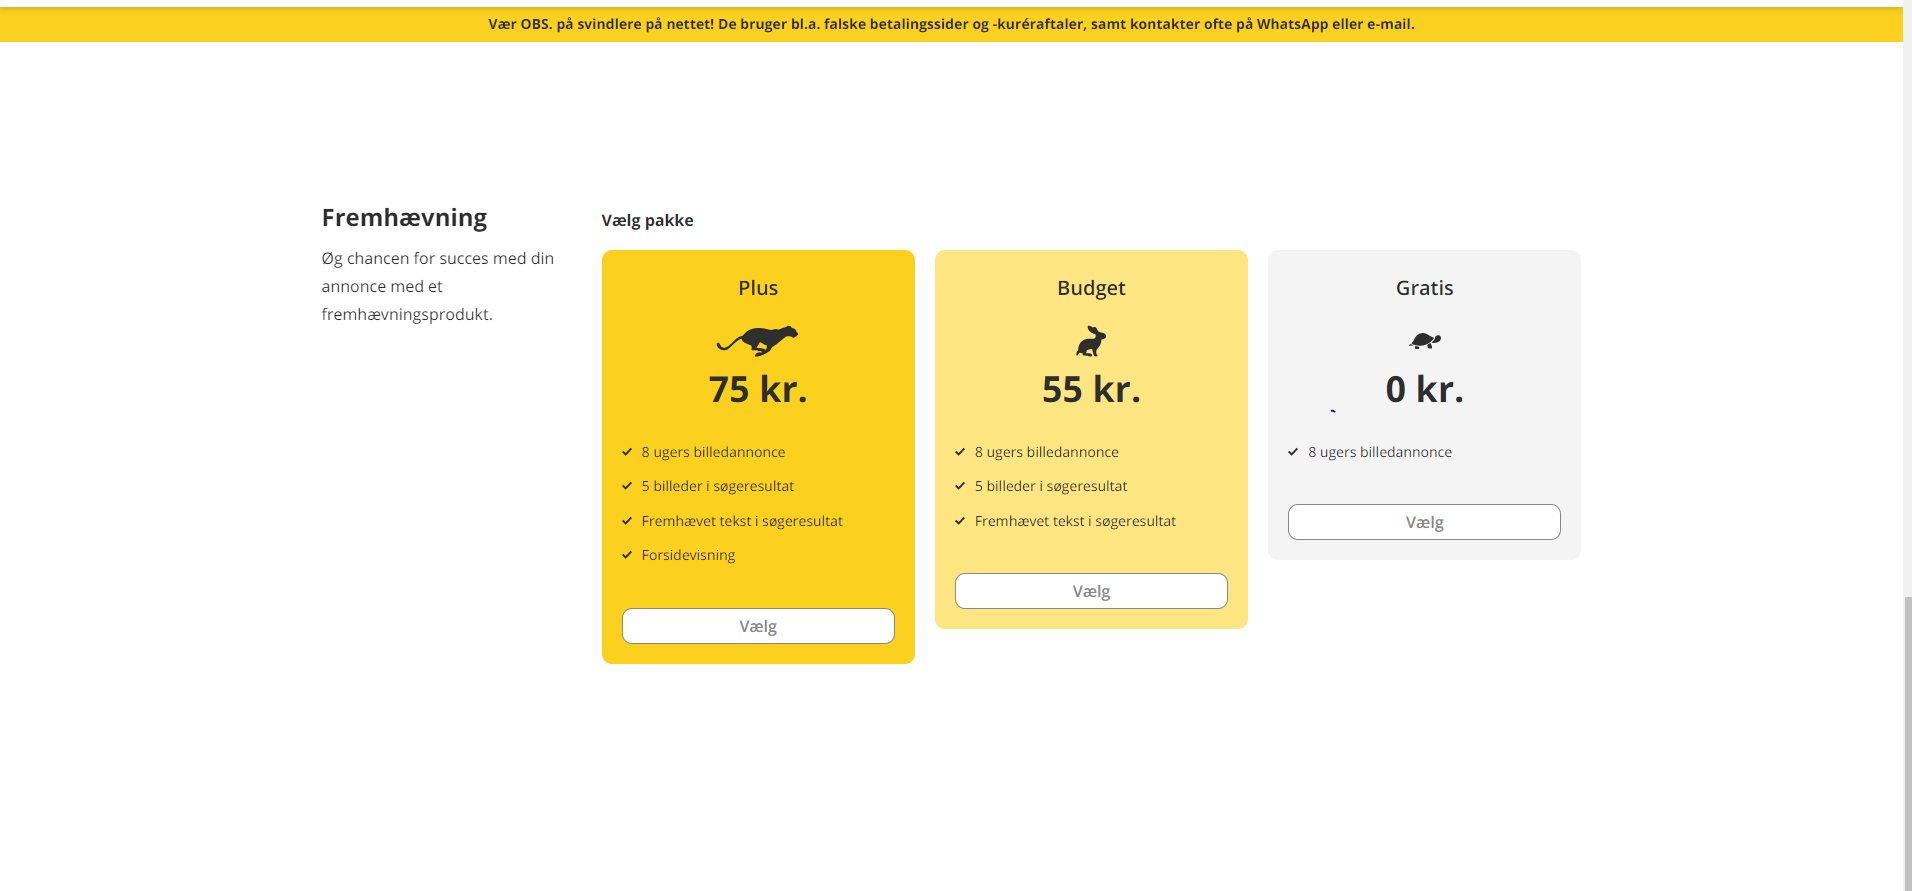 Vær OBS. på svindlere på nettet! De bruger bl.a. falske betalingssider og -kuréraftaler, samt kontakter ofte på WhatsApp eller e-mail.
Fremhævning
Øg chancen for succes med din
annonce med et
fremhævningsprodukt.
Vælg pakke
Plus
75 kr.
8 ugers billedannonce
5 billeder i søgeresultat
Fremhævet tekst i søgeresultat
Forsidevisning
Vælg
Budget
55 kr.
8 ugers billedannonce
5 billeder i søgeresultat
Fremhævet tekst i søgeresultat
Vælg
Gratis
0 kr.
8 ugers billedannonce
Vælg